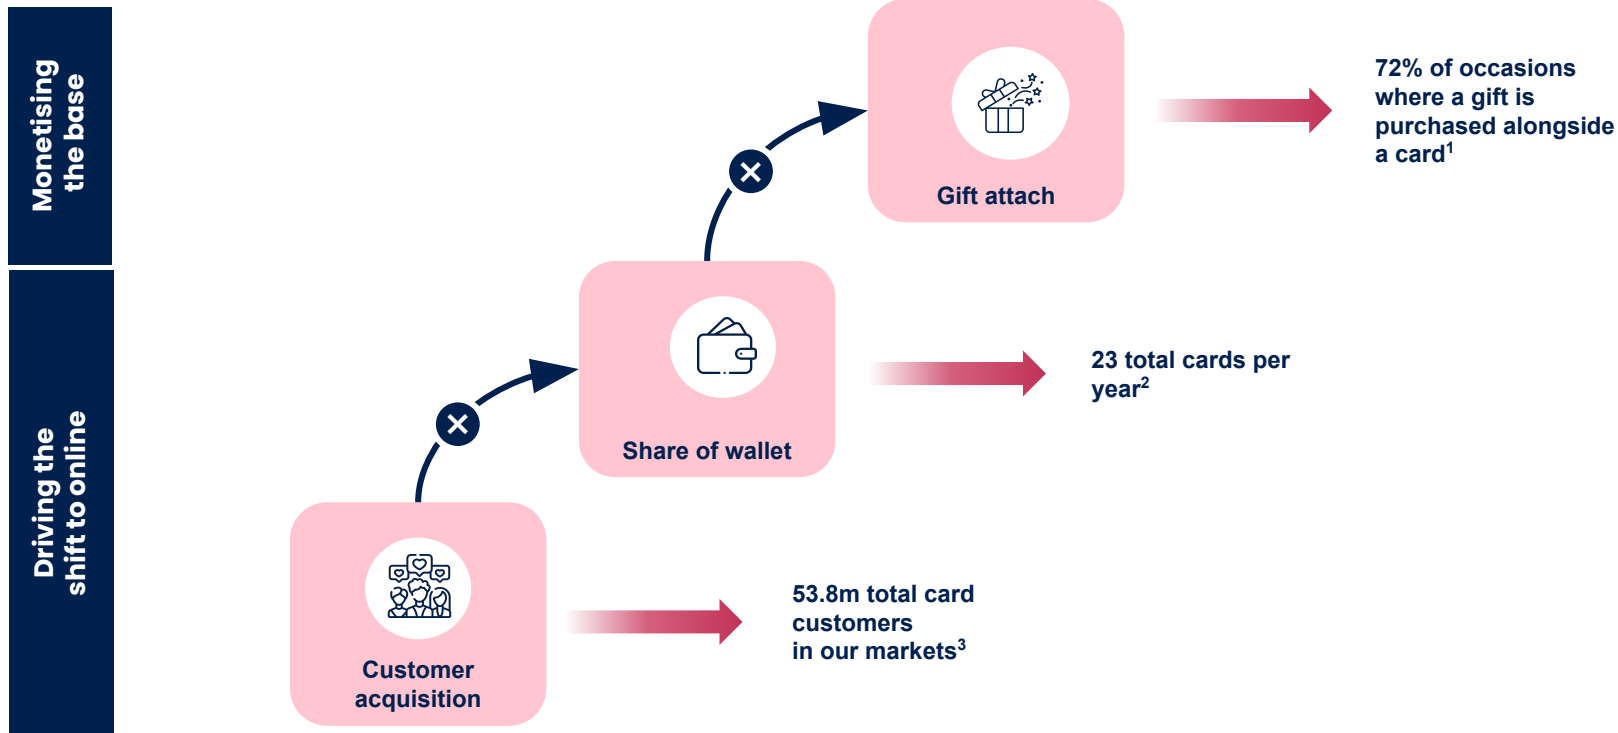 Monetising
the base
72% of occasions
where a gift is
purchased alongside
a card1
Gift attach
Driving the
shift to online
23 total cards per
year2
Share of wallet
53.8m total card
customers
in our markets3
Customer
acquisition